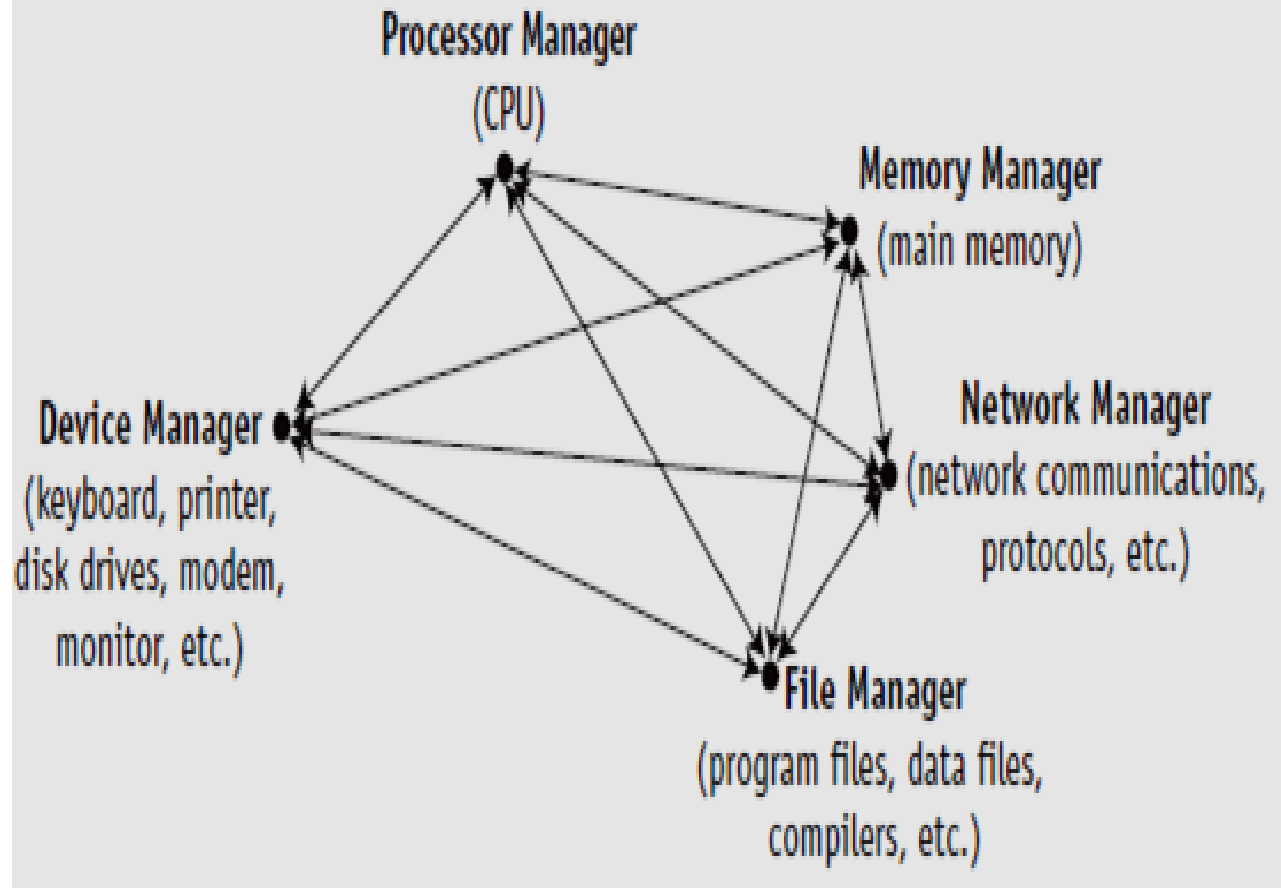 Processor Manager
(CPU)
Memory Manager
(main memory)
Device Manager
(keyboard, printer,
disk drives, modem,
monitor, etc.)
Network Manager
(network communications,
protocols, etc.)
File Manager
(program files, data files,
compilers, etc.)